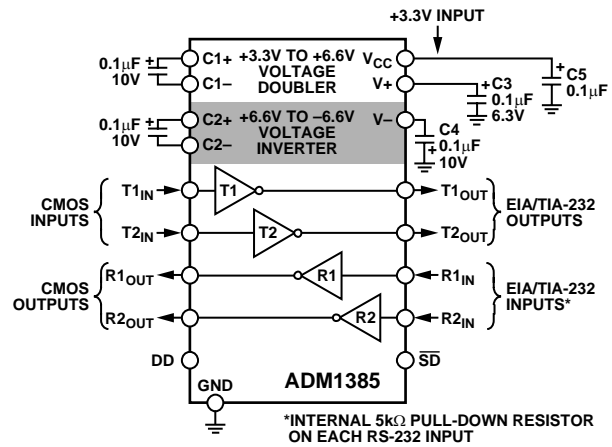 +3.3V INPUT
0.1µF
10V
C1+
C1–
+3.3V TO +6.6V
VOLTAGE
DOUBLER
VCC
V+
C3
0.1µF
6.3V
C5
0.1µF
0.1µF
10V
C2+
C2–
+6.6V TO –6.6V
VOLTAGE
INVERTER
V–
C4
0.1µF
10V
CMOS
INPUTS
T1IN
T1
T1OUT
T2IN
T2
T2OUT
EIA/TIA-232
OUTPUTS
CMOS
OUTPUTS
R1OUT
R1
R1IN
R2OUT
R2
R2IN
EIA/TIA-232
INPUTS*
DD
SD
GND
ADM1385
*INTERNAL 5kΩ PULL-DOWN RESISTOR
ON EACH RS-232 INPUT